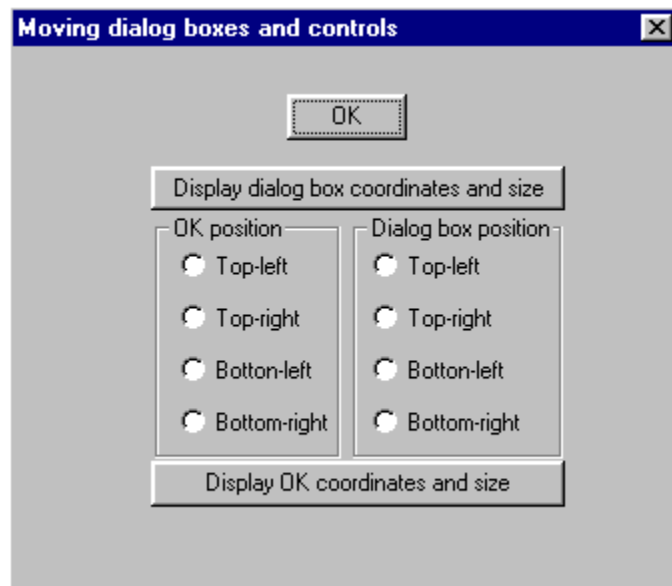 Moving dialog boxes and controls
OK
Display dialog box coordinates and size
OK position
Dialog box position
Top-left
Top-left
Top-right
Top-right
Botton-left
Botton-left
Bottom-right
Bottom-right
Display OK coordinates and size